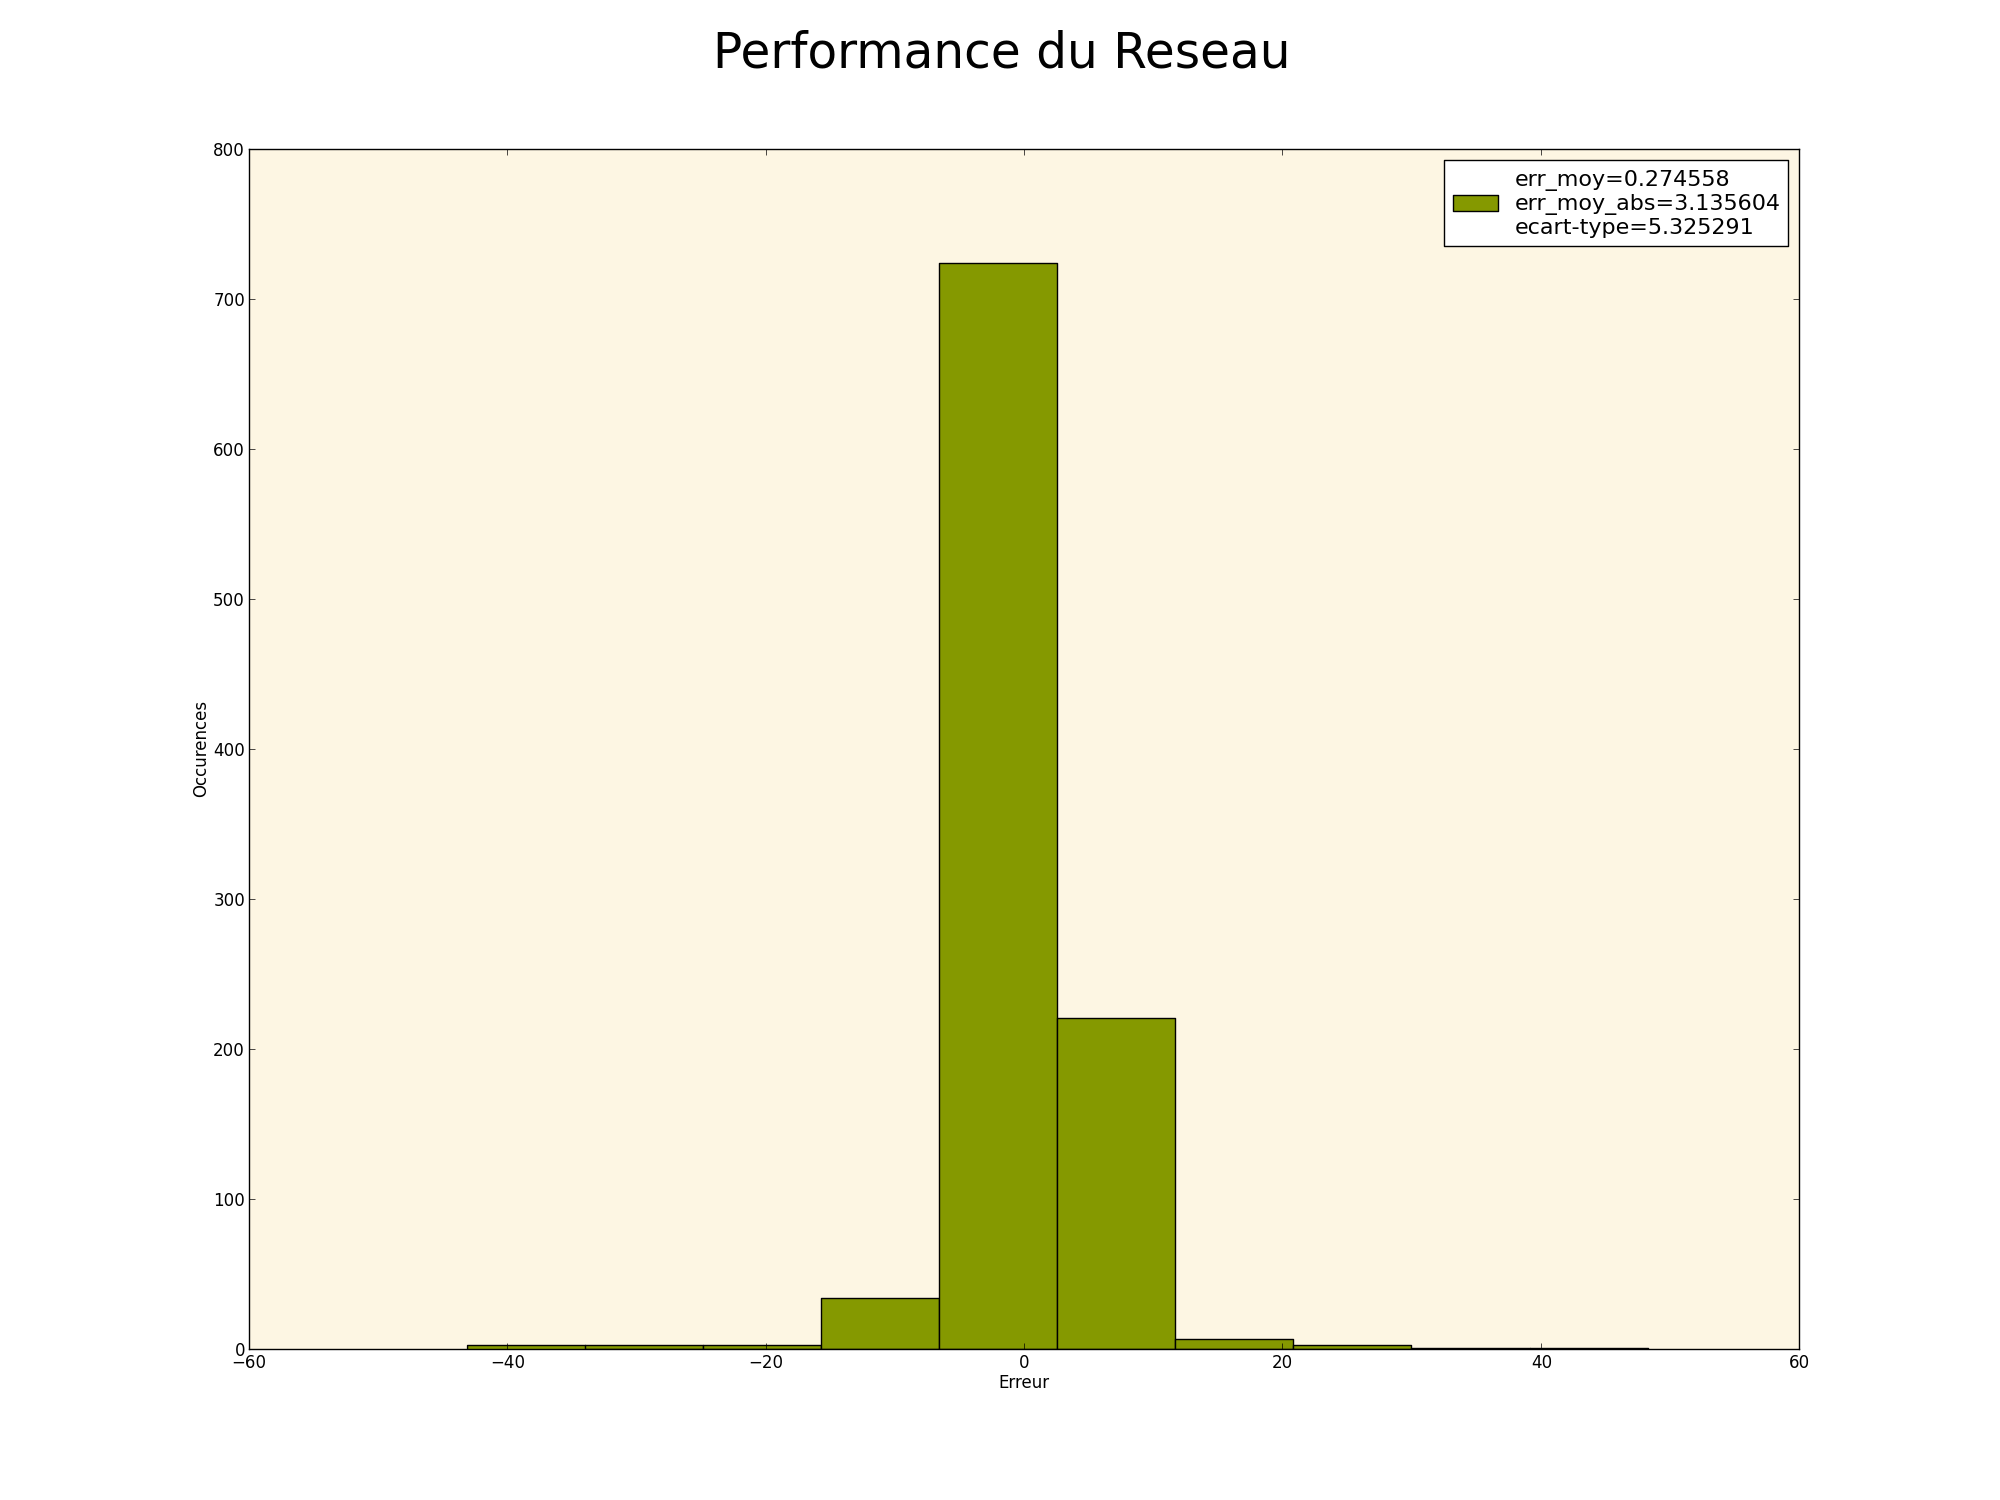 Performance du Reseau
800
700
600
500
400
300
200
100
0
Occurences
err_moy=0.274558
err_moy_abs=3.135604
ecart-type=5.325291
−60
−40
−20
0
20
40
60
Erreur